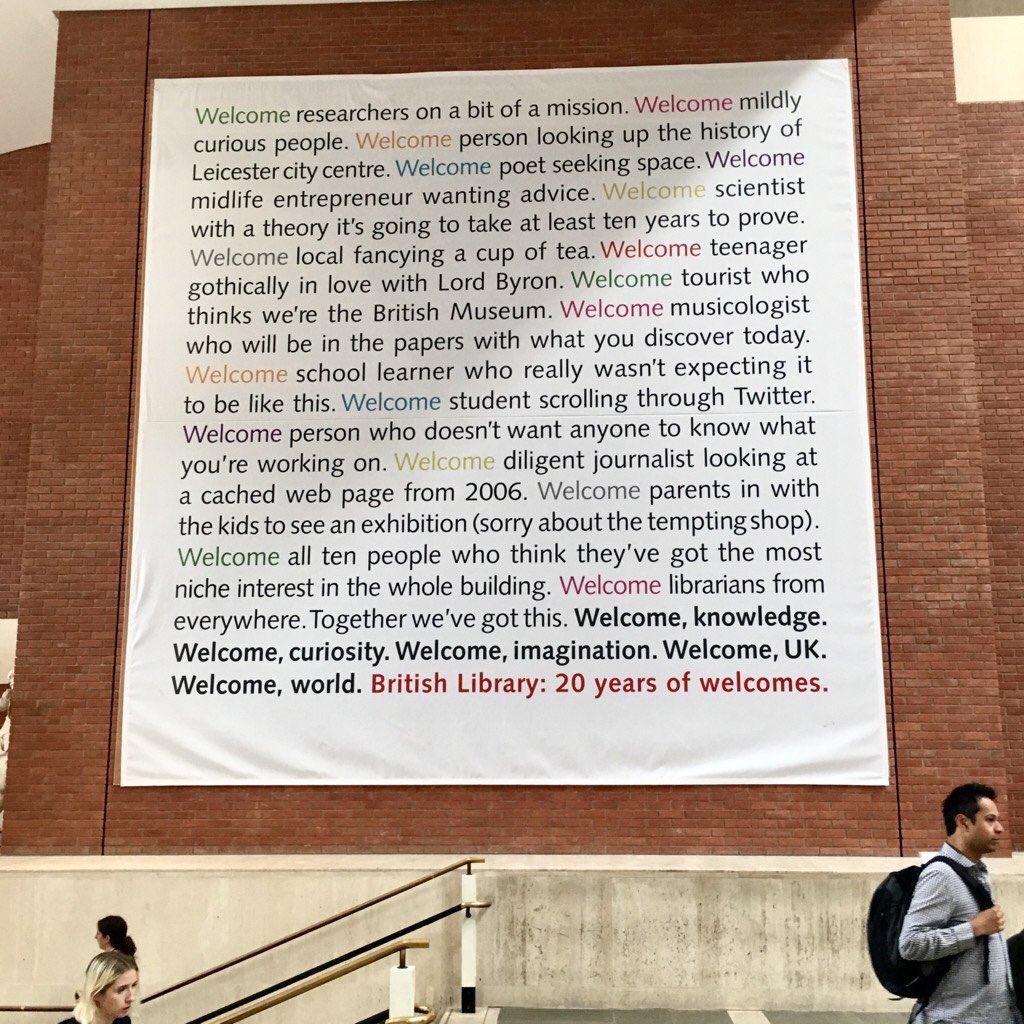 Welcome researchers on a bit of a mission. Welcome mildly
curious people. Welcome person looking up the history of
Leicester city centre. Welcome poet seeking space. Welcome
midlife entrepreneur wanting advice. Welcome scientist
with a theory it's going to take at least ten years to prove.
Welcome local fancying a cup of tea. Welcome teenager
gothically in love with Lord Byron. Welcome tourist who
thinks we're the British Museum. Welcome musicologist
who will be in the papers with what you discover today.
Welcome school learner who really wasn't expecting it
to be like this. Welcome student scrolling through Twitter.
Welcome person who doesn't want anyone to know what
you're working on. Welcome diligent journalist looking at
a cached web page from 2006. Welcome parents in with
the kids to see an exhibition (sorry about the tempting shop).
Welcome all ten people who think they've got the most
niche interest in the whole building. Welcome librarians from
everywhere. Together we've got this. Welcome, knowledge.
Welcome, curiosity. Welcome, imagination. Welcome, UK.
Welcome, world. British Library: 20 years of welcomes.